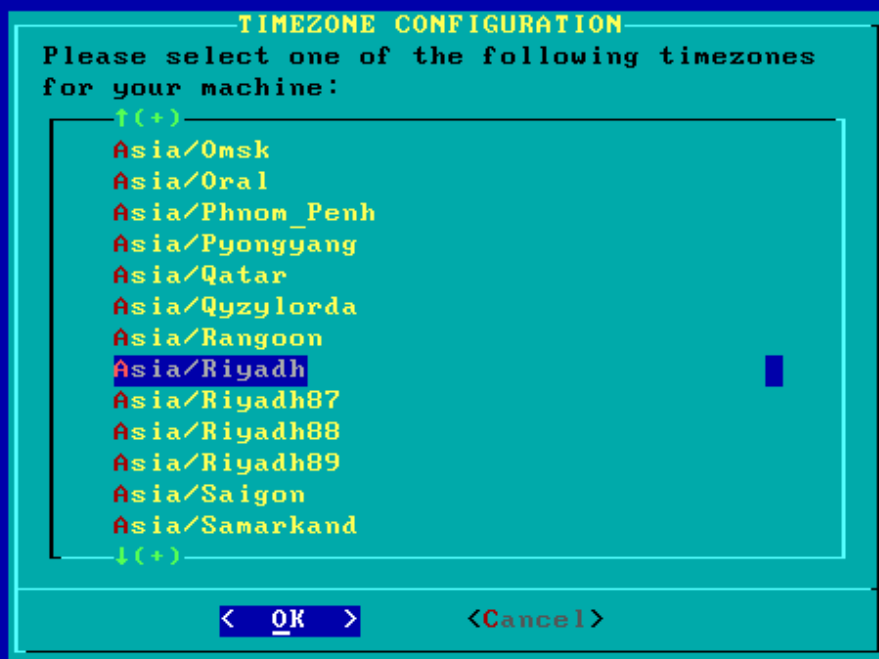 TIMEZONE CONFIGURATION
Please select one of the following timezones
for your machine:
↑(+)
Asia/Omsk
Asia/Oral
Asia/Phnom_Penh
Asia/Pyongyang
Asia/Qatar
Asia/Qyzylorda
Asia/Rangoon
Asia/Riyadh
Asia/Riyadh87
Asia/Riyadh88
Asia/Riyadh89
Asia/Saigon
Asia/Samarkand
↓(+)
< OK > <Cancel>